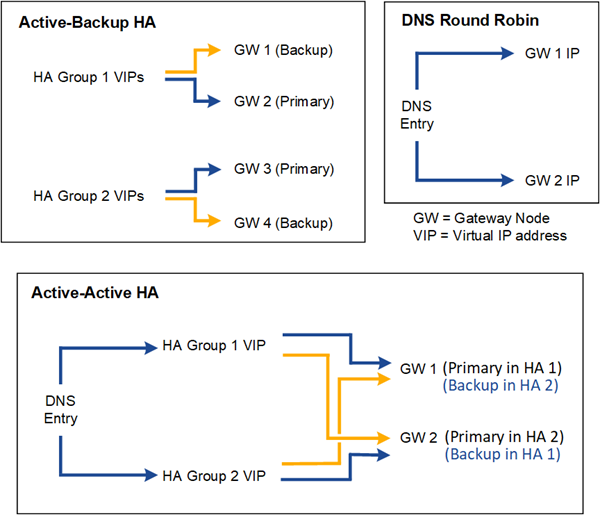 Active-Backup HA
HA Group 1 VIPs
GW 1 (Backup)
GW 2 (Primary)
HA Group 2 VIPs
GW 3 (Primary)
GW 4 (Backup)
DNS Round Robin
DNS
Entry
GW 1 IP
GW 2 IP
GW = Gateway Node
VIP = Virtual IP address
Active-Active HA
DNS
Entry
HA Group 1 VIP
HA Group 2 VIP
GW 1 (Primary in HA 1)
(Backup in HA 2)
GW 2 (Primary in HA 2)
(Backup in HA 1)